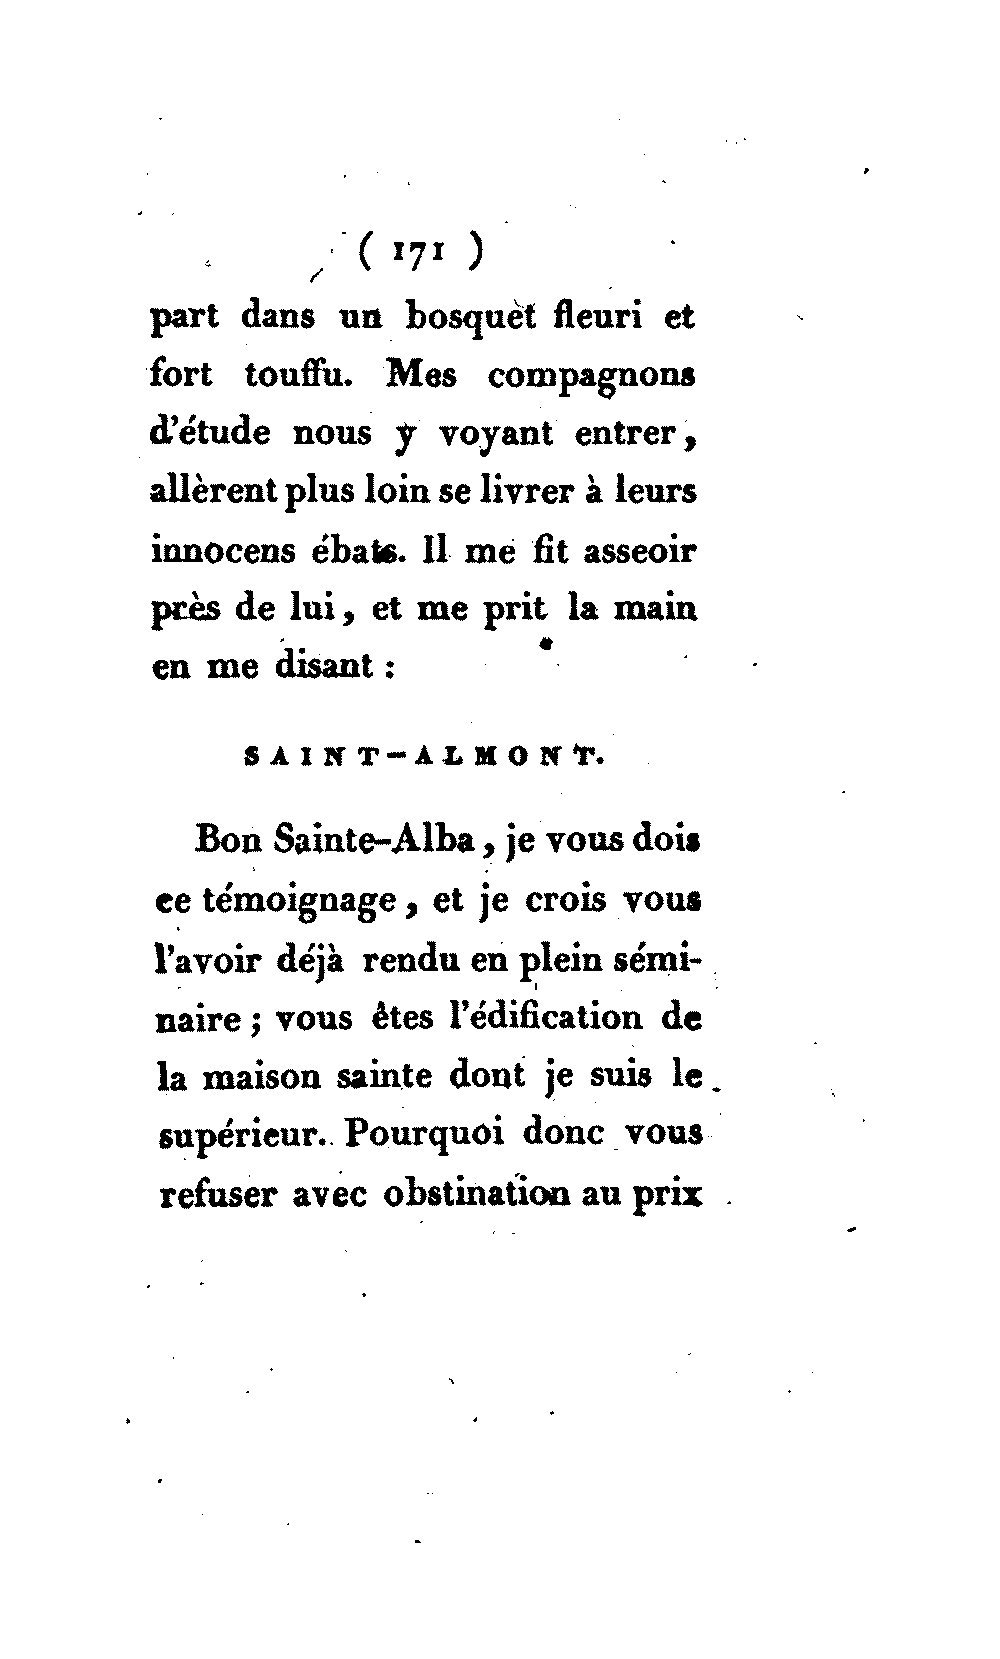 ( 171 )
part dans un bosquet fleuri et
fort touffu. Mes compagnons
d'étude nous y voyant entrer,
allèrent plus loin se livrer à leurs
innocens ébats. Il me fit asseoir
près de lui, et me prit la main
en me disant :
SAINT-ALMONT.
Bon Sainte-Alba, je vous dois
ce témoignage, et je crois vous
l'avoir déjà rendu en plein sémi-
naire ; vous êtes l'édification de
la maison sainte dont je suis le
supérieur. Pourquoi donc vous
refuser avec obstination au prix